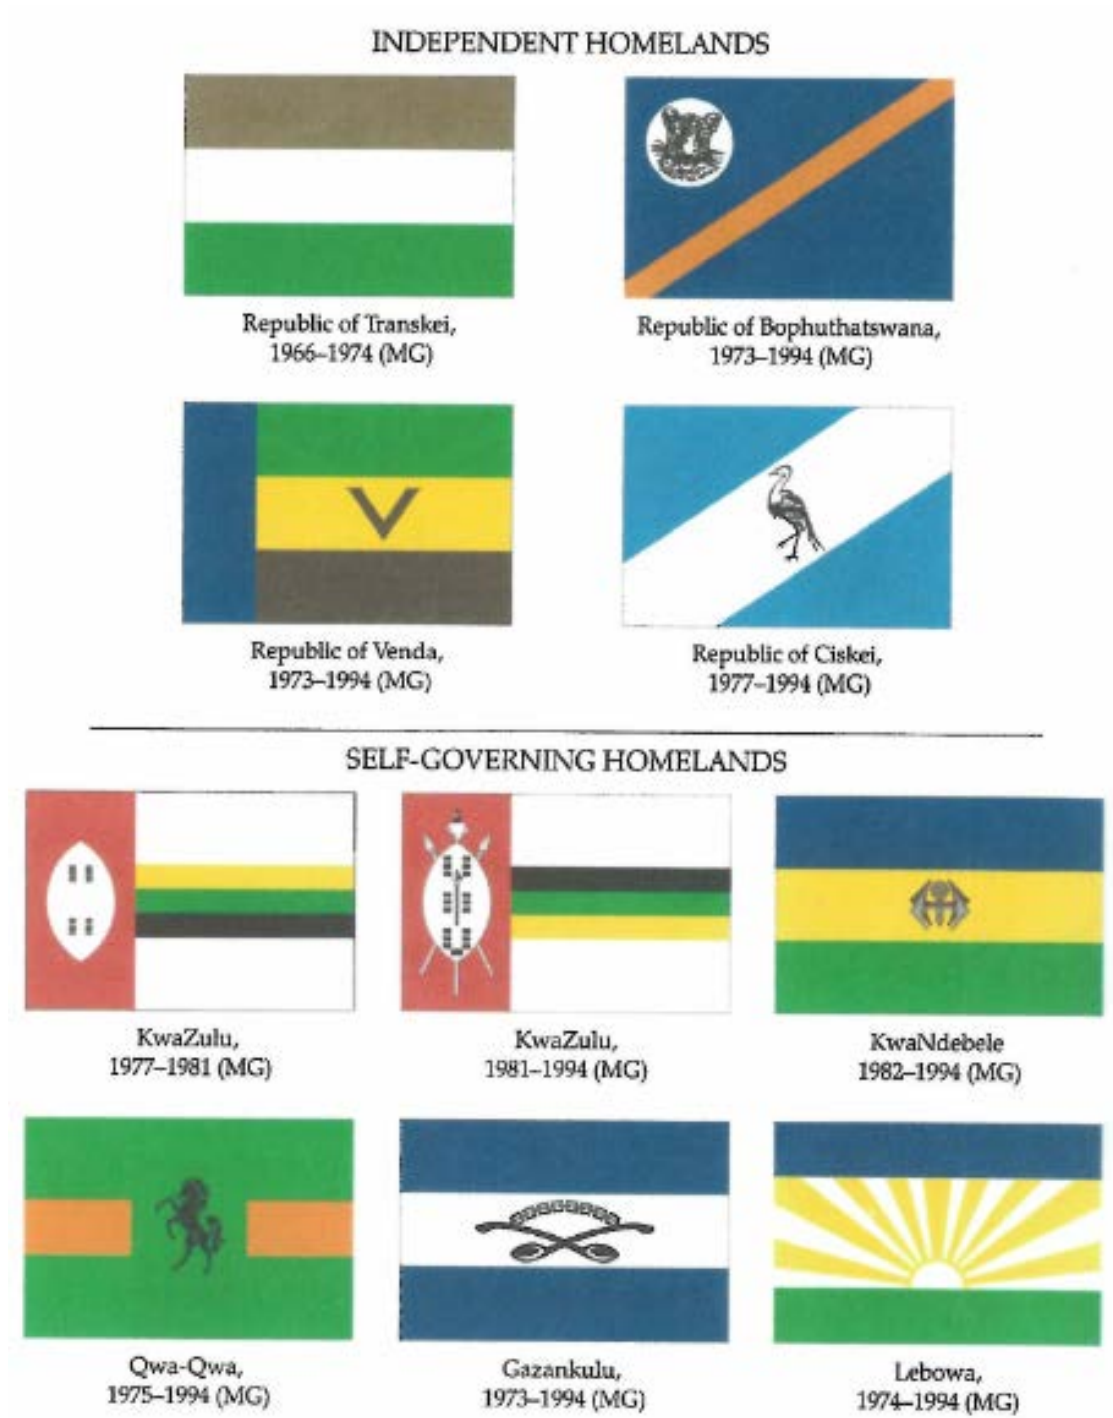 INDEPENDENT HOMELANDS
Republic of Transkei,
1966–1974 (MG)
Republic of Bophuthatswana,
1973–1994 (MG)
Republic of Venda,
1973–1994 (MG)
Republic of Ciskei,
1977–1994 (MG)
SELF-GOVERNING HOMELANDS
KwaZulu,
1977–1981 (MG)
KwaZulu,
1981–1994 (MG)
KwaNdebele
1982–1994 (MG)
Qwa-Qwa,
1975–1994 (MG)
Gazankulu,
1973–1994 (MG)
Lebowa,
1974–1994 (MG)